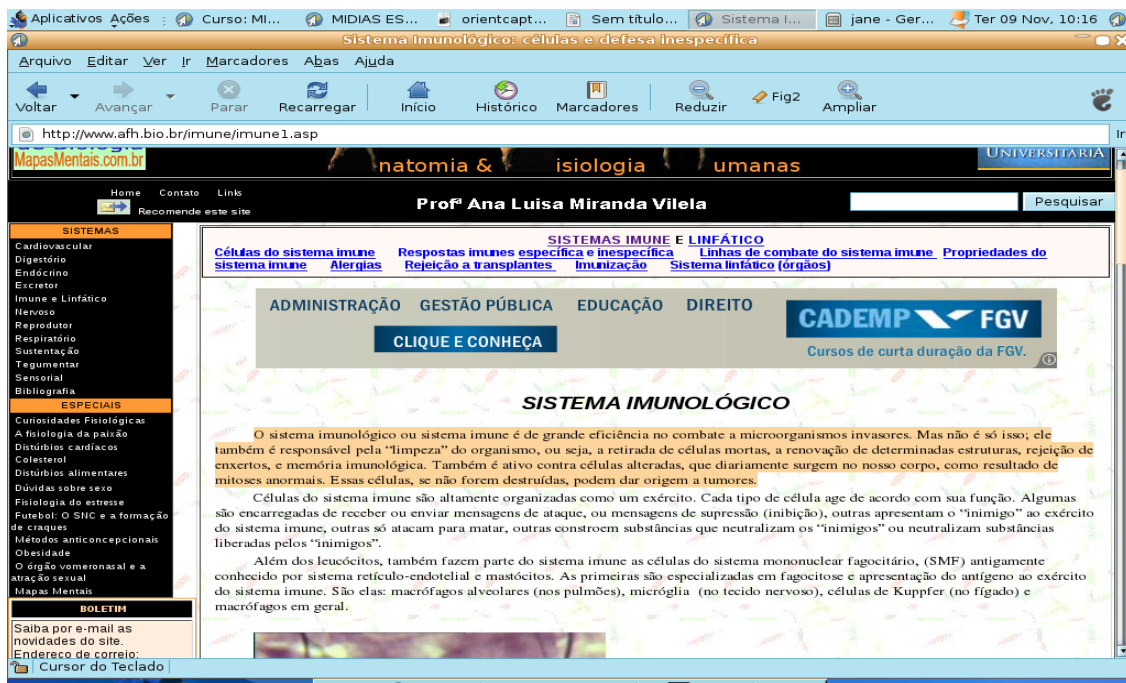 Aplicativos Ações Curso: MI... MIDIAS ES... orientcapt... Sem título... Sistema I... jane - Ger... Ter 09 Nov, 10:16
Sistema Imunológico: células e defesa inespecífica
Arquivo Editar Ver Ir Marcadores Abas Ajuda
Voltar Avançar Parar Recarregar Início Histórico Marcadores Reduzir Fig2 Ampliar
http://www.afh.bio.br/imune/imune1.asp Ir
de Biologia
MapasMentais.com.br
natomia & isiologia umanas
UNIVERSITÁRIA
Home Contato Links
Recomende este site
Profª Ana Luisa Miranda Vilela
Pesquisar
SISTEMAS
Cardiovascular
Digestório
Endócrino
Excretor
Imune e Linfático
Nervoso
Reprodutor
Respiratório
Sustentação
Tegumentar
Sensorial
Bibliografia
ESPECIAIS
Curiosidades Fisiológicas
A fisiologia da paixão
Distúrbios cardíacos
Colesterol
Distúrbios alimentares
Dúvidas sobre sexo
Fisiologia do estresse
Futebol: O SNC e a formação
de craques
Métodos anticoncepcionais
Obesidade
O órgão vomeronasal e a
atração sexual
Mapas Mentais
BOLETIM
Saiba por e-mail as
novidades do site.
Endereço de correio:
SISTEMAS IMUNE E LINFÁTICO
Células do sistema imune Respostas imunes específica e inespecífica Linhas de combate do sistema imune Propriedades do
sistema imune Alergias Rejeição a transplantes Imunização Sistema linfático (órgãos)
ADMINISTRAÇÃO GESTÃO PÚBLICA EDUCAÇÃO DIREITO
CLIQUE E CONHEÇA
CADEMP FGV
Cursos de curta duração da FGV.
SISTEMA IMUNOLÓGICO
O sistema imunológico ou sistema imune é de grande eficiência no combate a microorganismos invasores. Mas não é só isso; ele
também é responsável pela “limpeza” do organismo, ou seja, a retirada de células mortas, a renovação de determinadas estruturas, rejeição de
enxertos, e memória imunológica. Também é ativo contra células alteradas, que diariamente surgem no nosso corpo, como resultado de
mitoses anormais. Essas células, se não forem destruídas, podem dar origem a tumores.
Células do sistema imune são altamente organizadas como um exército. Cada tipo de célula age de acordo com sua função. Algumas
são encarregadas de receber ou enviar mensagens de ataque, ou mensagens de supressão (inibição), outras apresentam o “inimigo” ao exército
do sistema imune, outras só atacam para matar, outras constroem substâncias que neutralizam os “inimigos” ou neutralizam substâncias
liberadas pelos “inimigos”.
Além dos leucócitos, também fazem parte do sistema imune as células do sistema mononuclear fagocitário, (SMF) antigamente
conhecido por sistema retículo-endotelial e mastócitos. As primeiras são especializadas em fagocitose e apresentação do antígeno ao exército
do sistema imune. São elas: macrófagos alveolares (nos pulmões), micróglia (no tecido nervoso), células de Kuppfer (no fígado) e
macrófagos em geral.
Cursor do Teclado